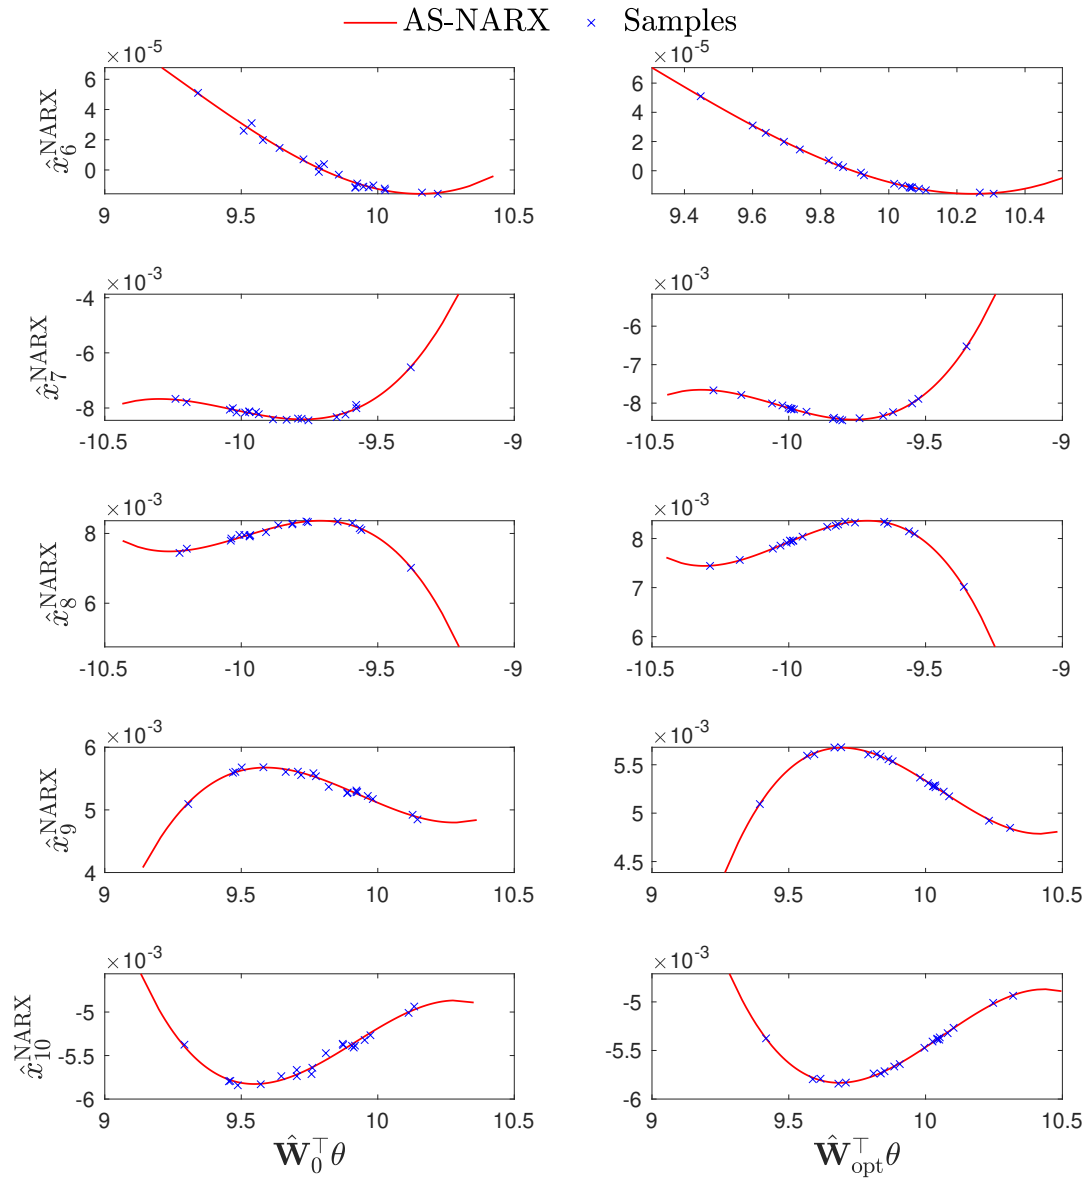 AS-NARX × Samples
×10^-5 ×10^-5
x̂_6^NARX
6 4 2 0
6 4 2 0
9 9.5 10 10.5
9.4 9.6 9.8 10 10.2 10.4
×10^-3 ×10^-3
x̂_7^NARX
-4 -6 -8
-6 -7 -8
-10.5 -10 -9.5 -9
-10.5 -10 -9.5 -9
×10^-3 ×10^-3
x̂_8^NARX
8 6
8 7 6
-10.5 -10 -9.5 -9
-10.5 -10 -9.5 -9
×10^-3 ×10^-3
x̂_9^NARX
6 5 4
5.5 5 4.5
9 9.5 10 10.5
9 9.5 10 10.5
×10^-3 ×10^-3
x̂_10^NARX
-5 -5.5 -6
-5 -5.5 -6
9 9.5 10 10.5
9 9.5 10 10.5
Ŵ_0^⊤θ Ŵ_opt^⊤θ